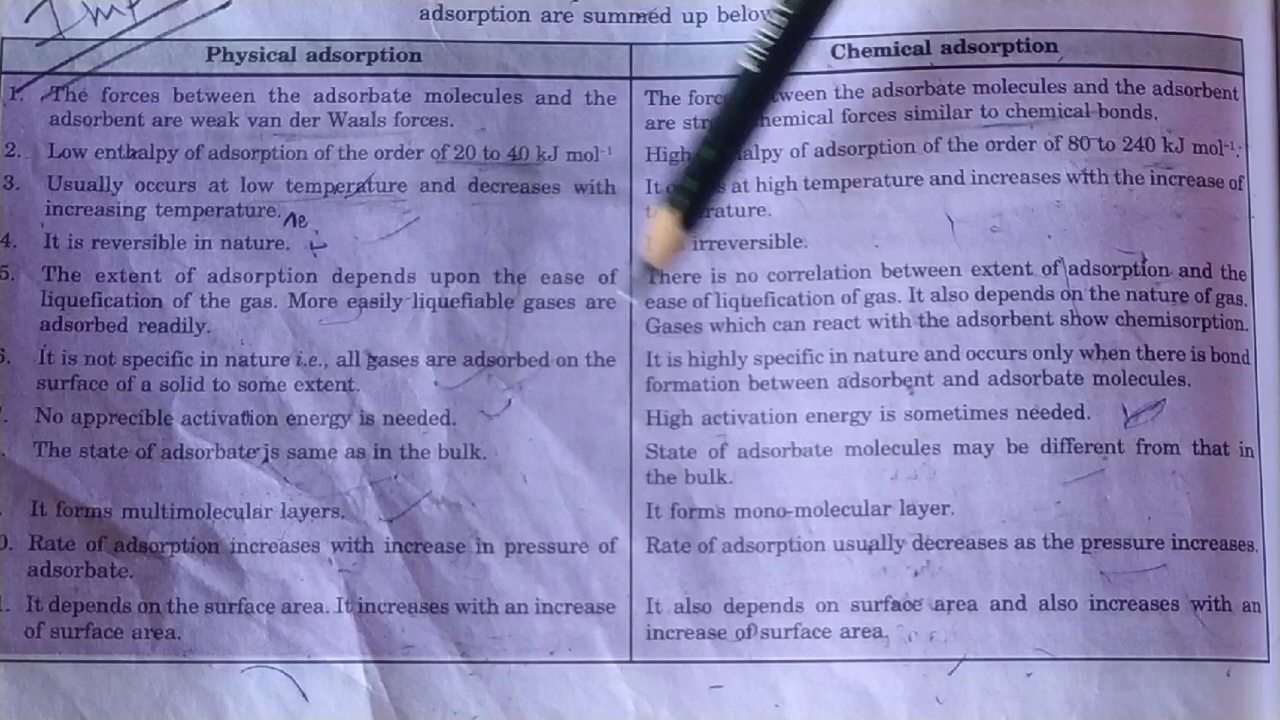 Imp
adsorption are summed up below
Physical adsorption
Chemical adsorption
1. The forces between the adsorbate molecules and the
adsorbent are weak van der Waals forces.
The between the adsorbate molecules and the adsorbent
are chemical forces similar to chemical bonds.
2. Low enthalpy of adsorption of the order of 20 to 40 kJ mol⁻¹
High of adsorption of the order of 80 to 240 kJ mol⁻¹.
3. Usually occurs at low temperature and decreases with
increasing temperature.
It at high temperature and increases with the increase of
4. It is reversible in nature.
irreversible.
5. The extent of adsorption depends upon the ease of
liquefication of the gas. More easily liquefiable gases are
adsorbed readily.
There is no correlation between extent of adsorption and the
ease of liquefication of gas. It also depends on the nature of gas.
Gases which can react with the adsorbent show chemisorption.
It is not specific in nature i.e., all gases are adsorbed on the
surface of a solid to some extent.
It is highly specific in nature and occurs only when there is bond
formation between adsorbent and adsorbate molecules.
No apprecible activation energy is needed.
High activation energy is sometimes needed.
The state of adsorbate is same as in the bulk.
State of adsorbate molecules may be different from that in
the bulk.
It forms multimolecular layers.
It forms mono-molecular layer.
Rate of adsorption increases with increase in pressure of
adsorbate.
Rate of adsorption usually decreases as the pressure increases.
It depends on the surface area. It increases with an increase
of surface area.
It also depends on surface area and also increases with an
increase of surface area.